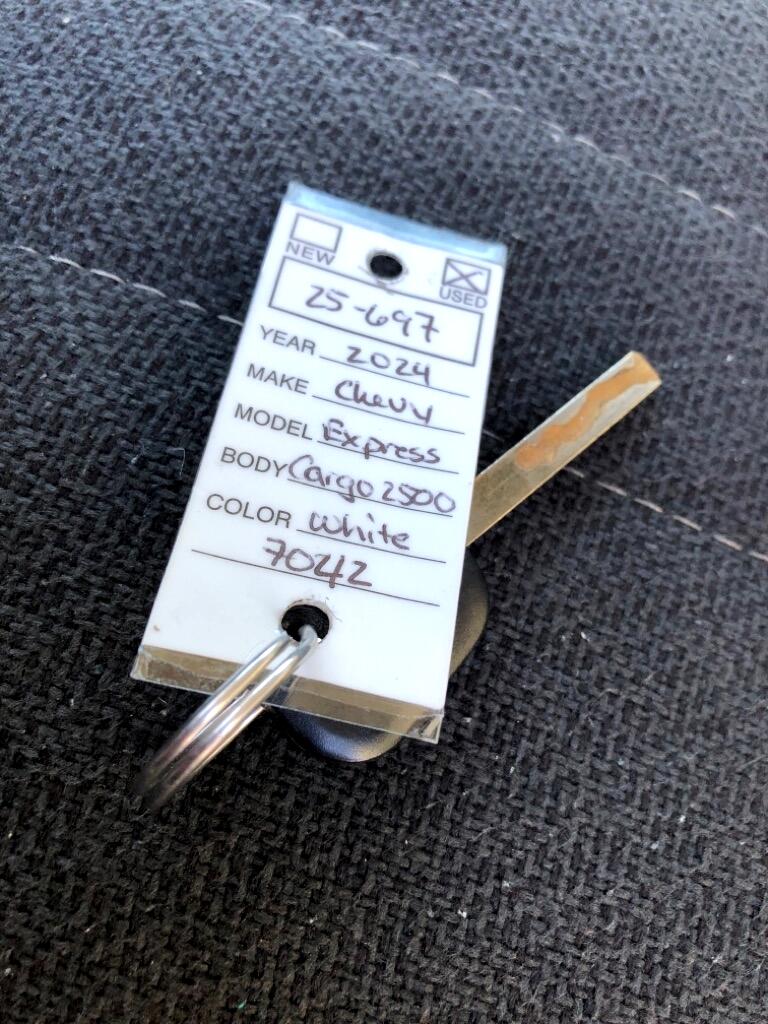 NEW USED
25-697
YEAR 2024
MAKE Chevy
MODEL Express
BODY Cargo 2500
COLOR White
7042